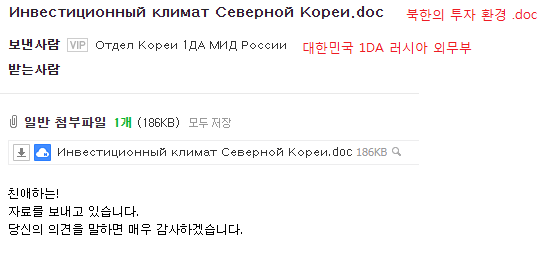 Инвестиционный климат Северной Кореи.doc 북한의 투자 환경 .doc
보낸사람 VIP Отдел Кореи 1ДА МИД России 대한민국 1DA 러시아 외무부
받는사람
일반 첨부파일 1개 (186KB) 모두 저장
Инвестиционный климат Северной Кореи.doc 186KB
친애하는!
자료를 보내고 있습니다.
당신의 의견을 말하면 매우 감사하겠습니다.